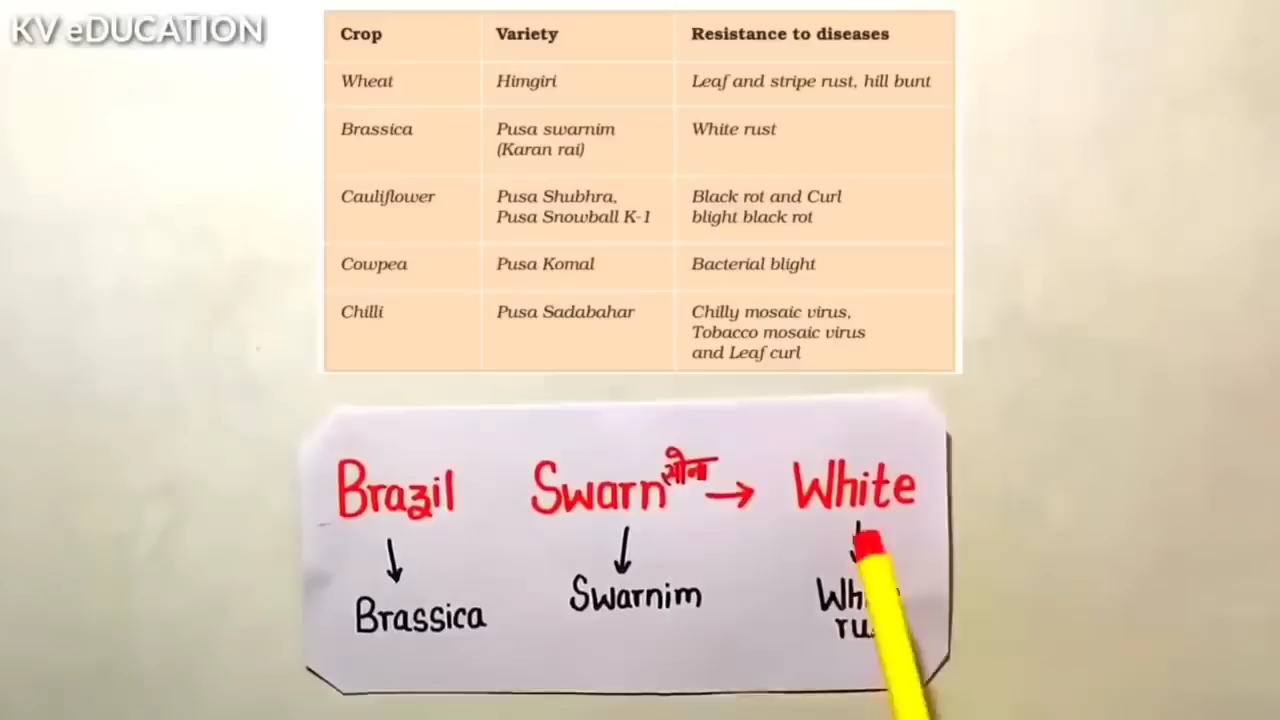 KV eDUCATION
Crop Variety Resistance to diseases
Wheat Himgiri Leaf and stripe rust, hill bunt
Brassica Pusa swarnim White rust
(Karan rai)
Cauliflower Pusa Shubhra, Black rot and Curl
Pusa Snowball K-1 blight black rot
Cowpea Pusa Komal Bacterial blight
Chilli Pusa Sadabahar Chilly mosaic virus,
Tobacco mosaic virus
and Leaf curl
Brazil Swarn सोना → White
Brassica Swarnim